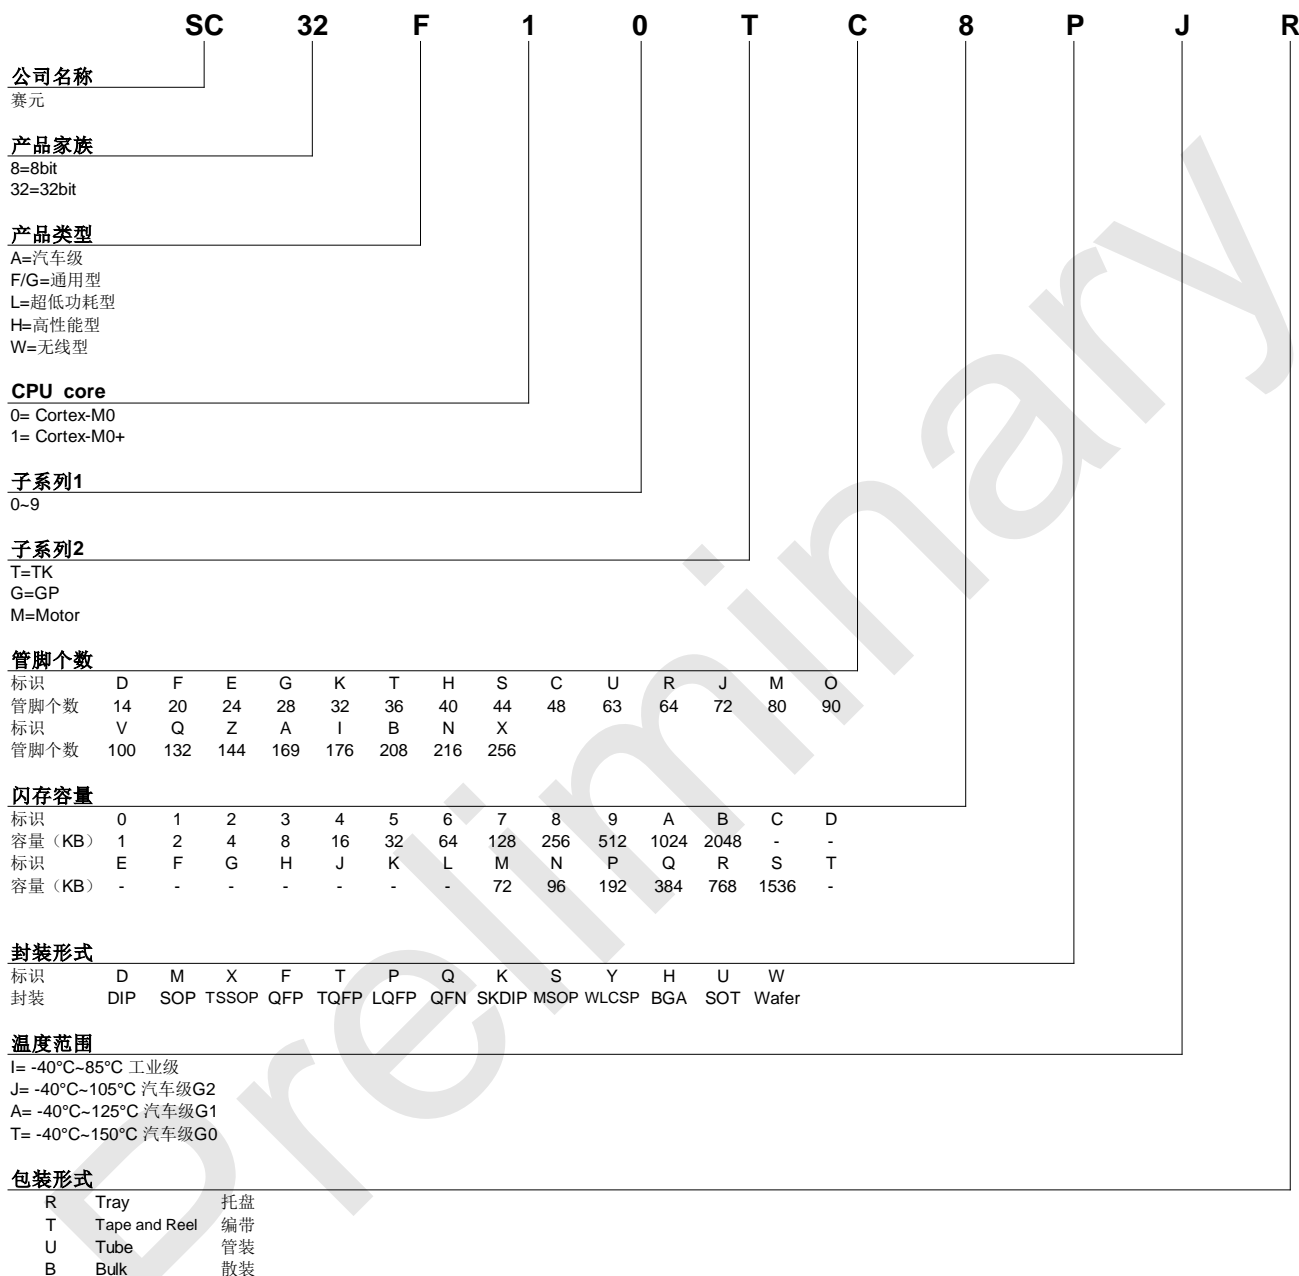 SC 32 F 1 0 T C 8 P J R
公司名称
赛元
产品家族
8=8bit
32=32bit
产品类型
A=汽车级
F/G=通用型
L=超低功耗型
H=高性能型
W=无线型
CPU core
0= Cortex-M0
1= Cortex-M0+
子系列1
0~9
子系列2
T=TK
G=GP
M=Motor
管脚个数
标识 D F E G K T H S C U R J M O
管脚个数 14 20 24 28 32 36 40 44 48 63 64 72 80 90
标识 V Q Z A I B N X
管脚个数 100 132 144 169 176 208 216 256
闪存容量
标识 0 1 2 3 4 5 6 7 8 9 A B C D
容量（KB） 1 2 4 8 16 32 64 128 256 512 1024 2048 - -
标识 E F G H J K L M N P Q R S T
容量（KB） - - - - - - - 72 96 192 384 768 1536 -
封装形式
标识 D M X F T P Q K S Y H U W
封装 DIP SOP TSSOP QFP TQFP LQFP QFN SKDIP MSOP WLCSP BGA SOT Wafer
温度范围
I= -40°C~85°C 工业级
J= -40°C~105°C 汽车级G2
A= -40°C~125°C 汽车级G1
T= -40°C~150°C 汽车级G0
包装形式
R Tray 托盘
T Tape and Reel 编带
U Tube 管装
B Bulk 散装
Preliminary